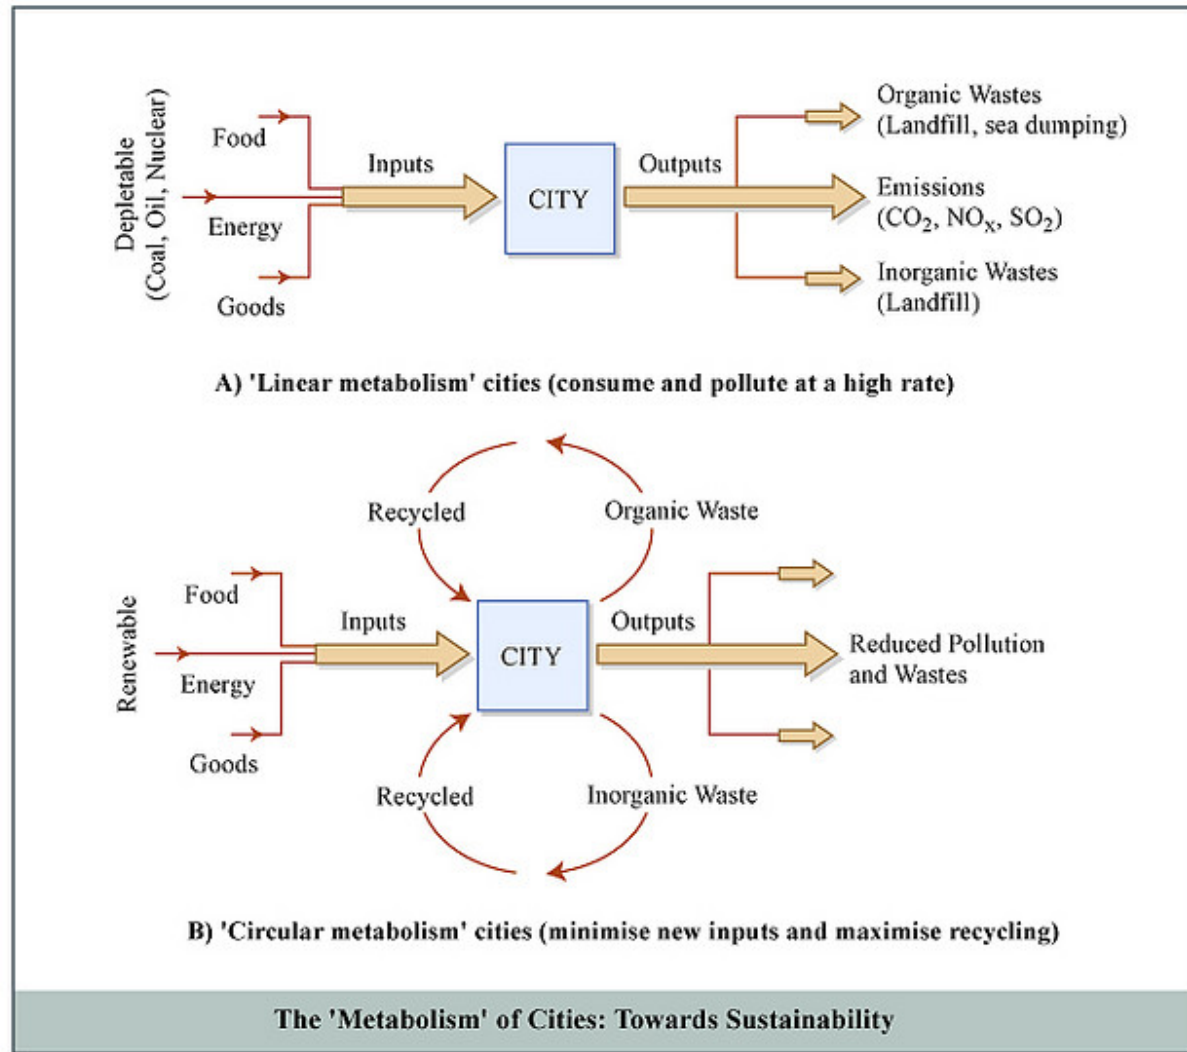 Depletable
(Coal, Oil, Nuclear)
Food
Energy
Goods
Inputs
CITY
Outputs
Organic Wastes
(Landfill, sea dumping)
Emissions
(CO₂, NOₓ, SO₂)
Inorganic Wastes
(Landfill)
A) 'Linear metabolism' cities (consume and pollute at a high rate)
Recycled
Organic Waste
Renewable
Food
Energy
Goods
Inputs
CITY
Outputs
Reduced Pollution
and Wastes
Recycled
Inorganic Waste
B) 'Circular metabolism' cities (minimise new inputs and maximise recycling)
The 'Metabolism' of Cities: Towards Sustainability